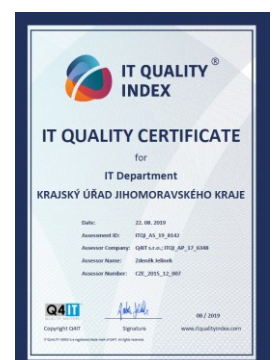 IT QUALITY ®
INDEX
IT QUALITY CERTIFICATE
for
IT Department
KRAJSKÝ ÚŘAD JIHOMORAVSKÉHO KRAJE
Date: 22. 08. 2019
Assessment ID: ITQI_AS_19_0142
Assessor Company: Q4IT s.r.o.; ITQI_AP_17_6348
Assessor Name: Zdeněk Jelínek
Assessor Number: CZE_2015_12_007
Q4IT
08 / 2019
Copyright Q4IT Signature www.itqualityindex.com